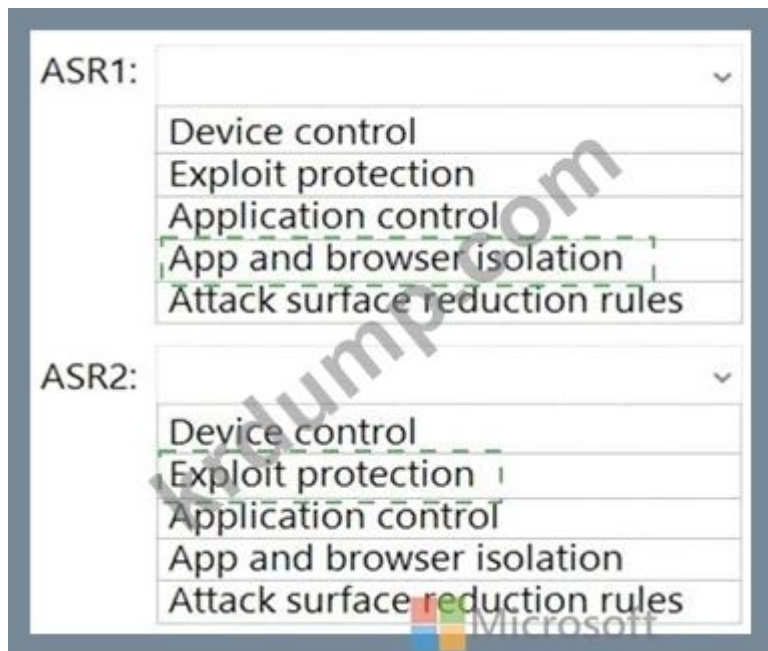 ASR1:
Device control
Exploit protection
Application control
App and browser isolation
Attack surface reduction rules
ASR2:
Device control
Exploit protection
Application control
App and browser isolation
Attack surface reduction rules
krdump.com
Microsoft